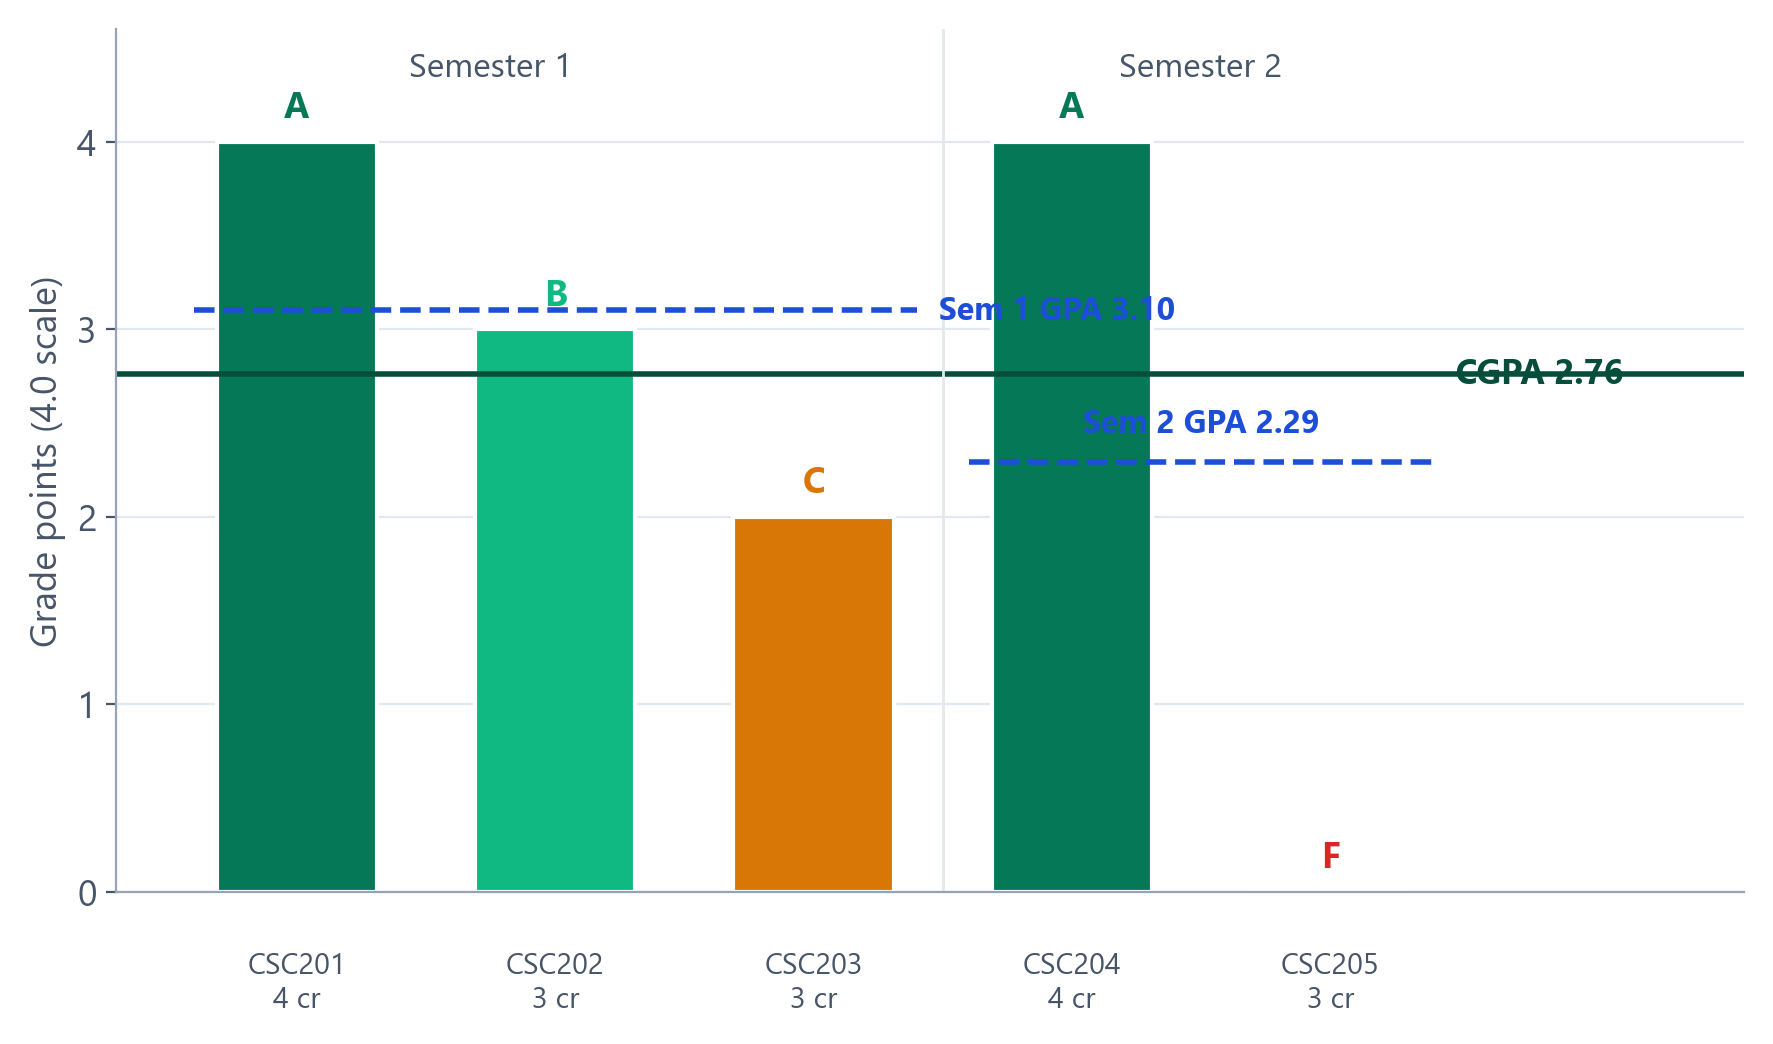 Semester 1
Semester 2
A
A
4
B
Sem 1 GPA 3.10
3
CGPA 2.76
Sem 2 GPA 2.29
C
2
1
F
0
Grade points (4.0 scale)
CSC201
4 cr
CSC202
3 cr
CSC203
3 cr
CSC204
4 cr
CSC205
3 cr